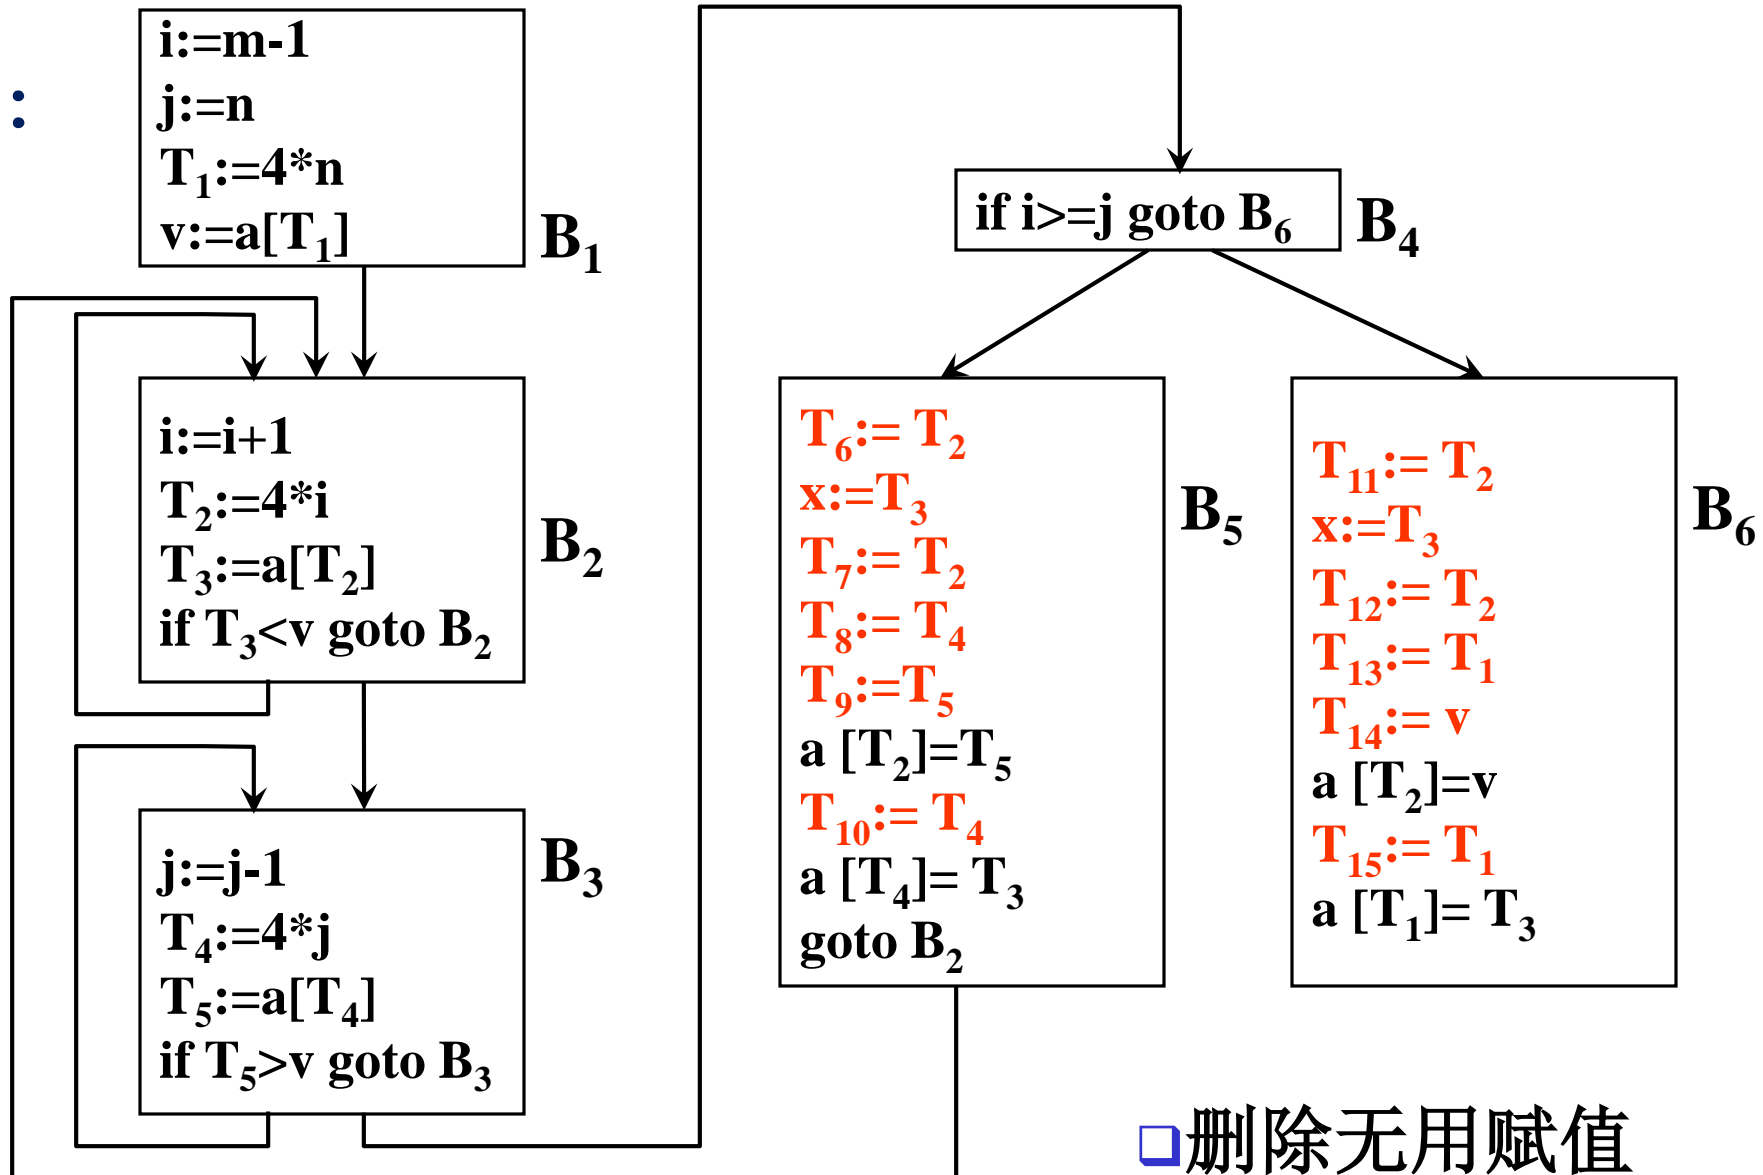 :
i:=m-1
j:=n
T₁:=4*n
v:=a[T₁]
B₁
i:=i+1
T₂:=4*i
T₃:=a[T₂]
if T₃<v goto B₂
B₂
j:=j-1
T₄:=4*j
T₅:=a[T₄]
if T₅>v goto B₃
B₃
if i>=j goto B₆
B₄
T₆:= T₂
x:=T₃
T₇:= T₂
T₈:= T₄
T₉:=T₅
a [T₂]=T₅
T₁₀:= T₄
a [T₄]= T₃
goto B₂
B₅
T₁₁:= T₂
x:=T₃
T₁₂:= T₂
T₁₃:= T₁
T₁₄:= v
a [T₂]=v
T₁₅:= T₁
a [T₁]= T₃
B₆
❑删除无用赋值